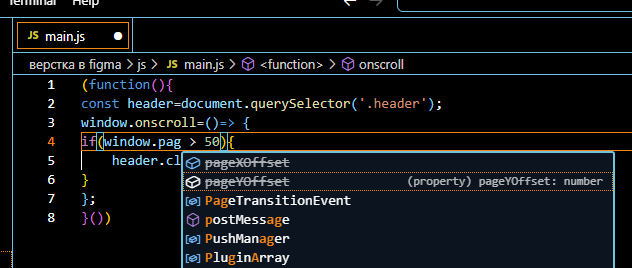 Terminal Help
JS main.js
верстка в figma > js > JS main.js > <function> > onscroll
1 (function(){
2 const header=document.querySelector('.header');
3 window.onscroll=()=> {
4 if(window.pag > 50){
5 header.cl
6 }
7 };
8 }())
pageXOffset
pageYOffset (property) pageYOffset: number
PageTransitionEvent
postMessage
PushManager
PluginArray